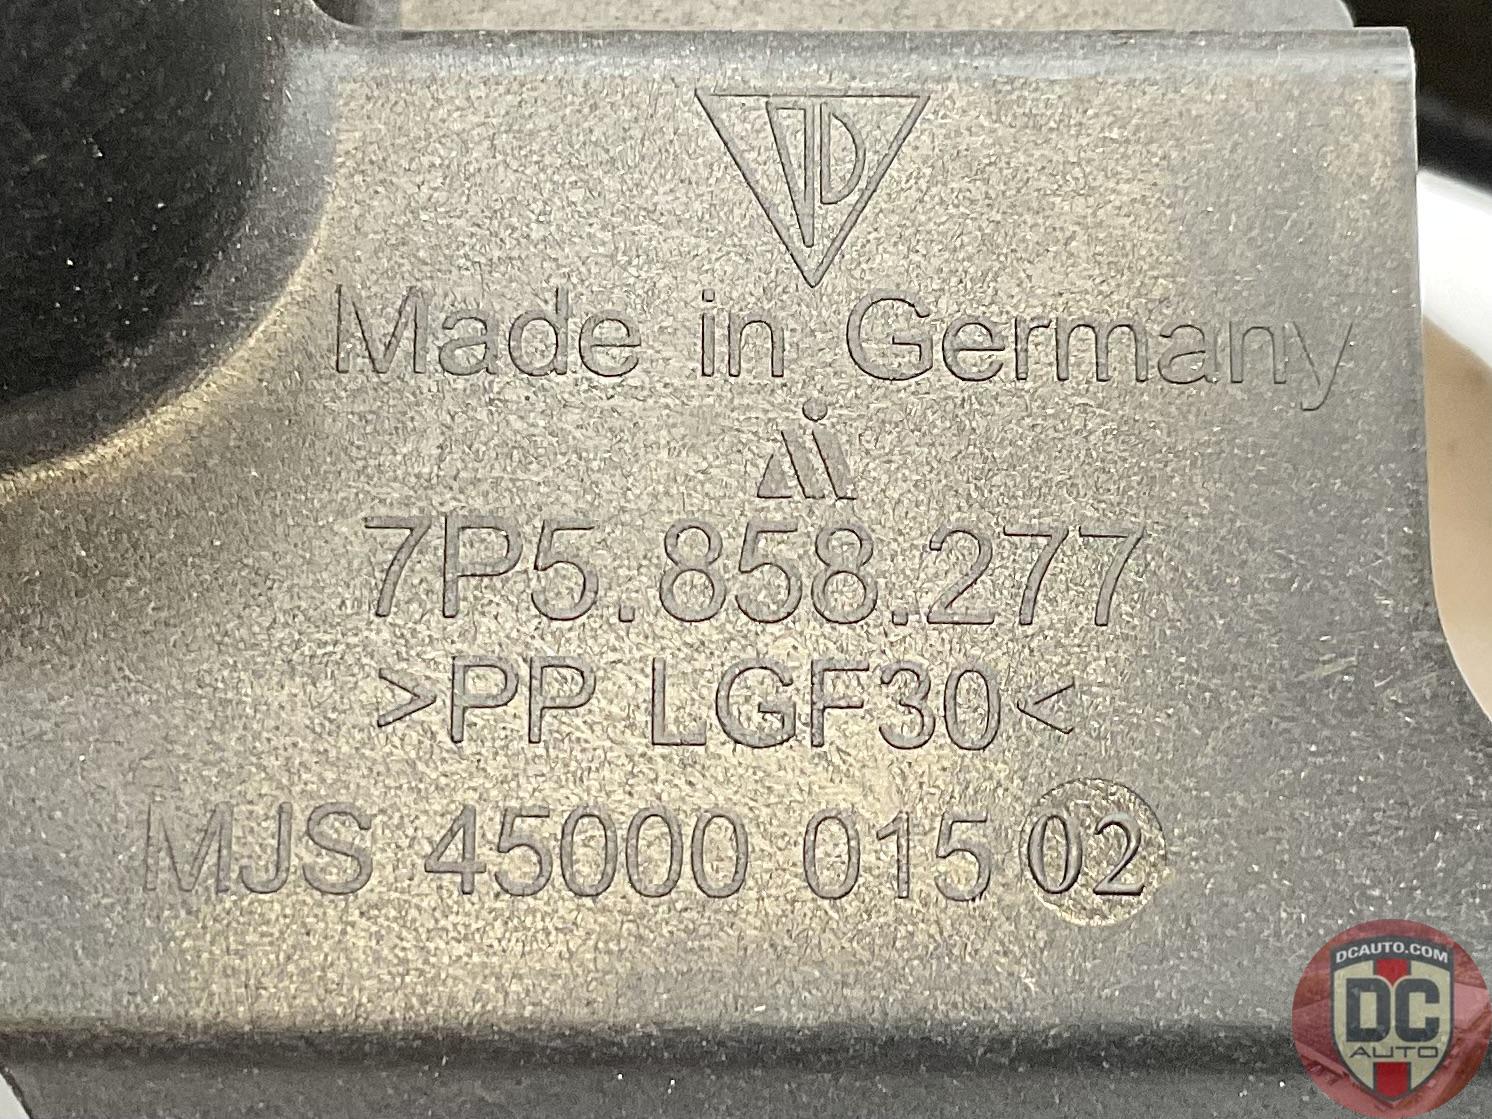 Made in Germany
7P5.858.277
>PP LGF30<
MJS 45000 015 02
DCAUTO.COM
DC
AUTO